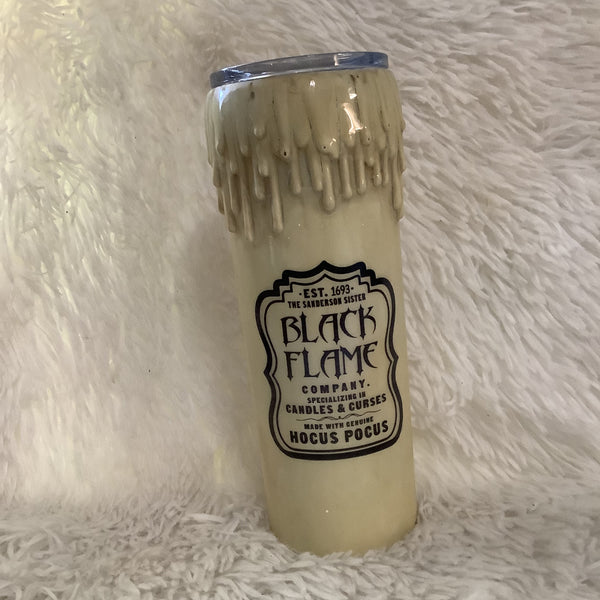 ·EST. 1693·
THE SANDERSON SISTER
BLACK
FLAME
COMPANY.
SPECIALIZING IN
CANDLES & CURSES
MADE WITH GENUINE
HOCUS POCUS